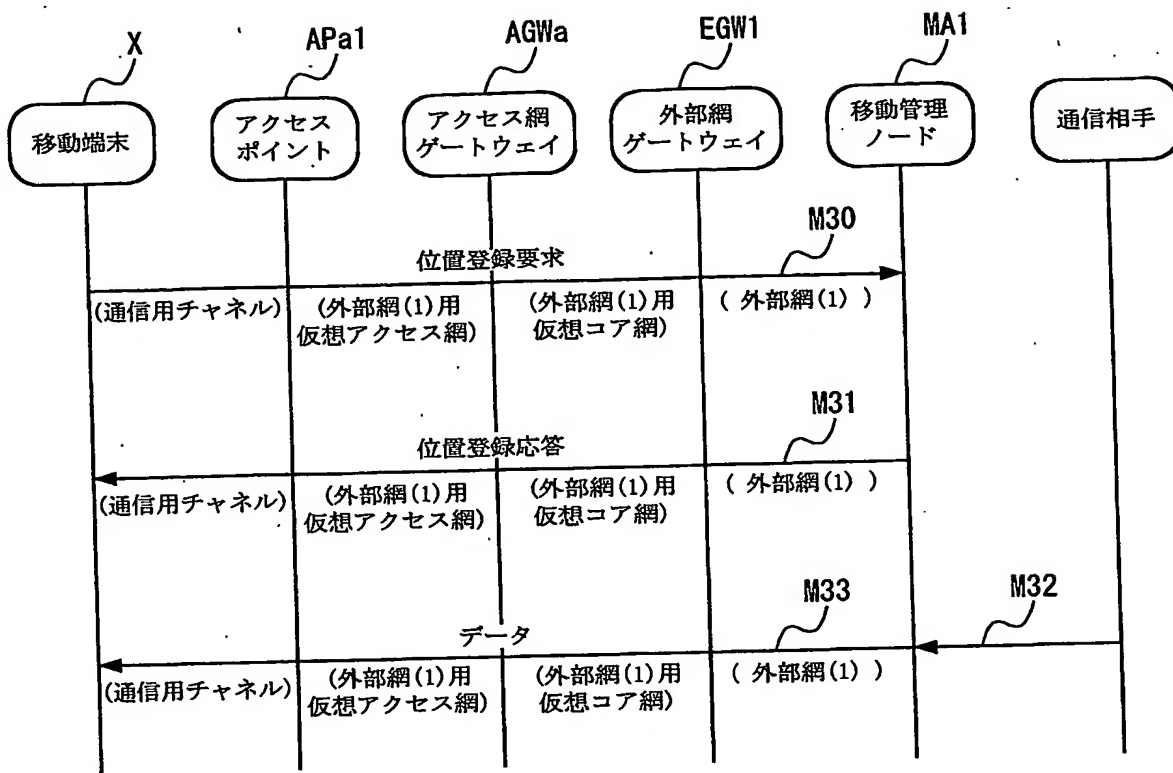 X
APa1
AGWa
EGW1
MA1
移動端末
アクセス
ポイント
アクセス網
ゲートウェイ
外部網
ゲートウェイ
移動管理
ノード
通信相手
M30
位置登録要求
(通信用チャネル)
(外部網(1)用
仮想アクセス網)
(外部網(1)用
仮想コア網)
( 外部網(1) )
M31
位置登録応答
(通信用チャネル)
(外部網(1)用
仮想アクセス網)
(外部網(1)用
仮想コア網)
( 外部網(1) )
M33
M32
データ
(通信用チャネル)
(外部網(1)用
仮想アクセス網)
(外部網(1)用
仮想コア網)
( 外部網(1) )